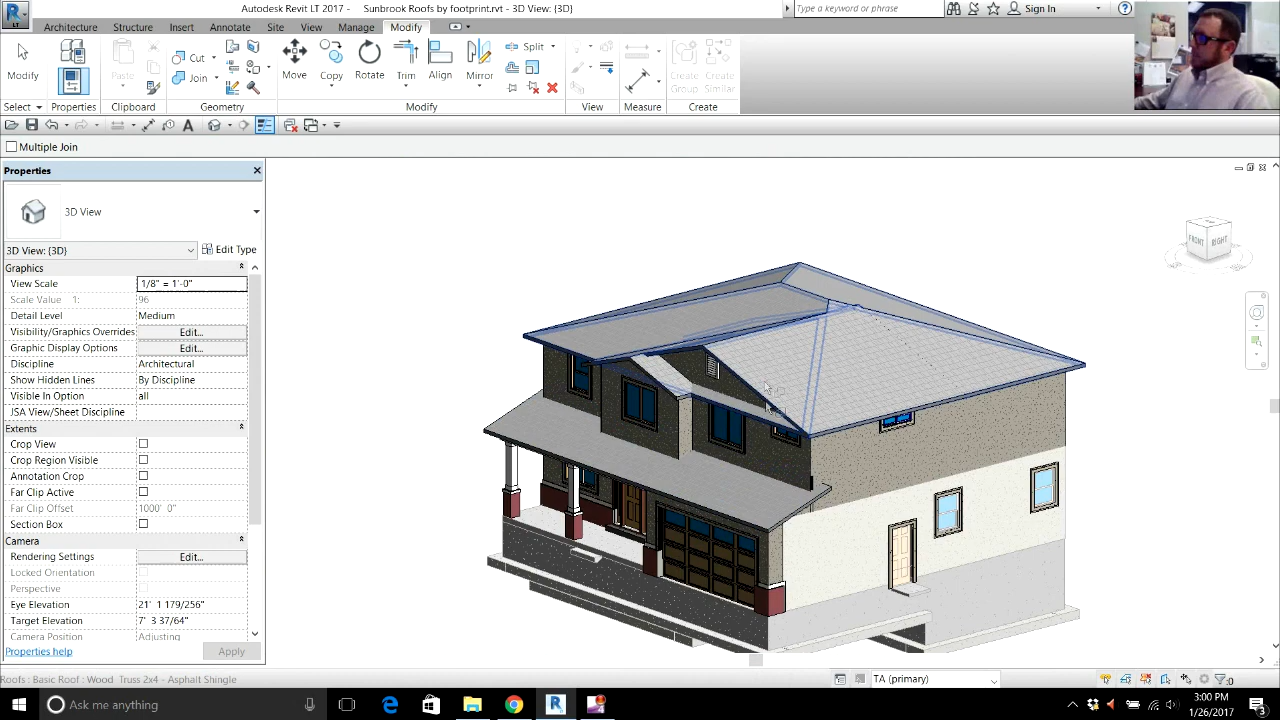 Autodesk Revit LT 2017 - Sunbrook Roofs by footprint.rvt - 3D View: {3D}
Type a keyword or phrase
Sign In
LT
Architecture Structure Insert Annotate Site View Manage Modify
Modify
Cut
Join
Paste
Move Copy Rotate Trim Align Mirror
Split
Create Group
Create Similar
Select Properties Clipboard Geometry Modify View Measure Create
Multiple Join
Properties
3D View
3D View: {3D}
Edit Type
Graphics
View Scale 1/8" = 1'-0"
Scale Value 1: 96
Detail Level Medium
Visibility/Graphics Overrides Edit...
Graphic Display Options Edit...
Discipline Architectural
Show Hidden Lines By Discipline
Visible In Option all
JSA View/Sheet Discipline
Extents
Crop View
Crop Region Visible
Annotation Crop
Far Clip Active
Far Clip Offset 1000' 0"
Section Box
Camera
Rendering Settings Edit...
Locked Orientation
Perspective
Eye Elevation 21' 1 179/256"
Target Elevation 7' 3 37/64"
Camera Position Adjusting
Properties help
Apply
FRONT RIGHT
Roofs : Basic Roof : Wood Truss 2x4 - Asphalt Shingle
TA (primary)
:0
Ask me anything
3:00 PM
1/26/2017